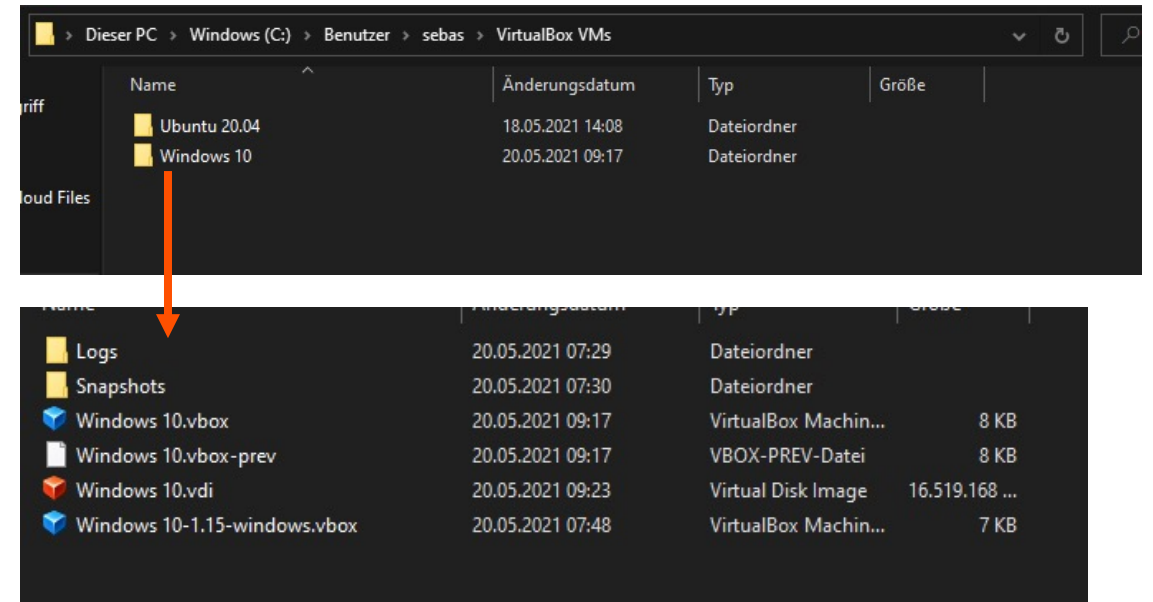 Dieser PC > Windows (C:) > Benutzer > sebas > VirtualBox VMs
Name Änderungsdatum Typ Größe
griff
Ubuntu 20.04 18.05.2021 14:08 Dateiordner
Windows 10 20.05.2021 09:17 Dateiordner
loud Files
Name Änderungsdatum Typ Größe
Logs 20.05.2021 07:29 Dateiordner
Snapshots 20.05.2021 07:30 Dateiordner
Windows 10.vbox 20.05.2021 09:17 VirtualBox Machin... 8 KB
Windows 10.vbox-prev 20.05.2021 09:17 VBOX-PREV-Datei 8 KB
Windows 10.vdi 20.05.2021 09:23 Virtual Disk Image 16.519.168 ...
Windows 10-1.15-windows.vbox 20.05.2021 07:48 VirtualBox Machin... 7 KB